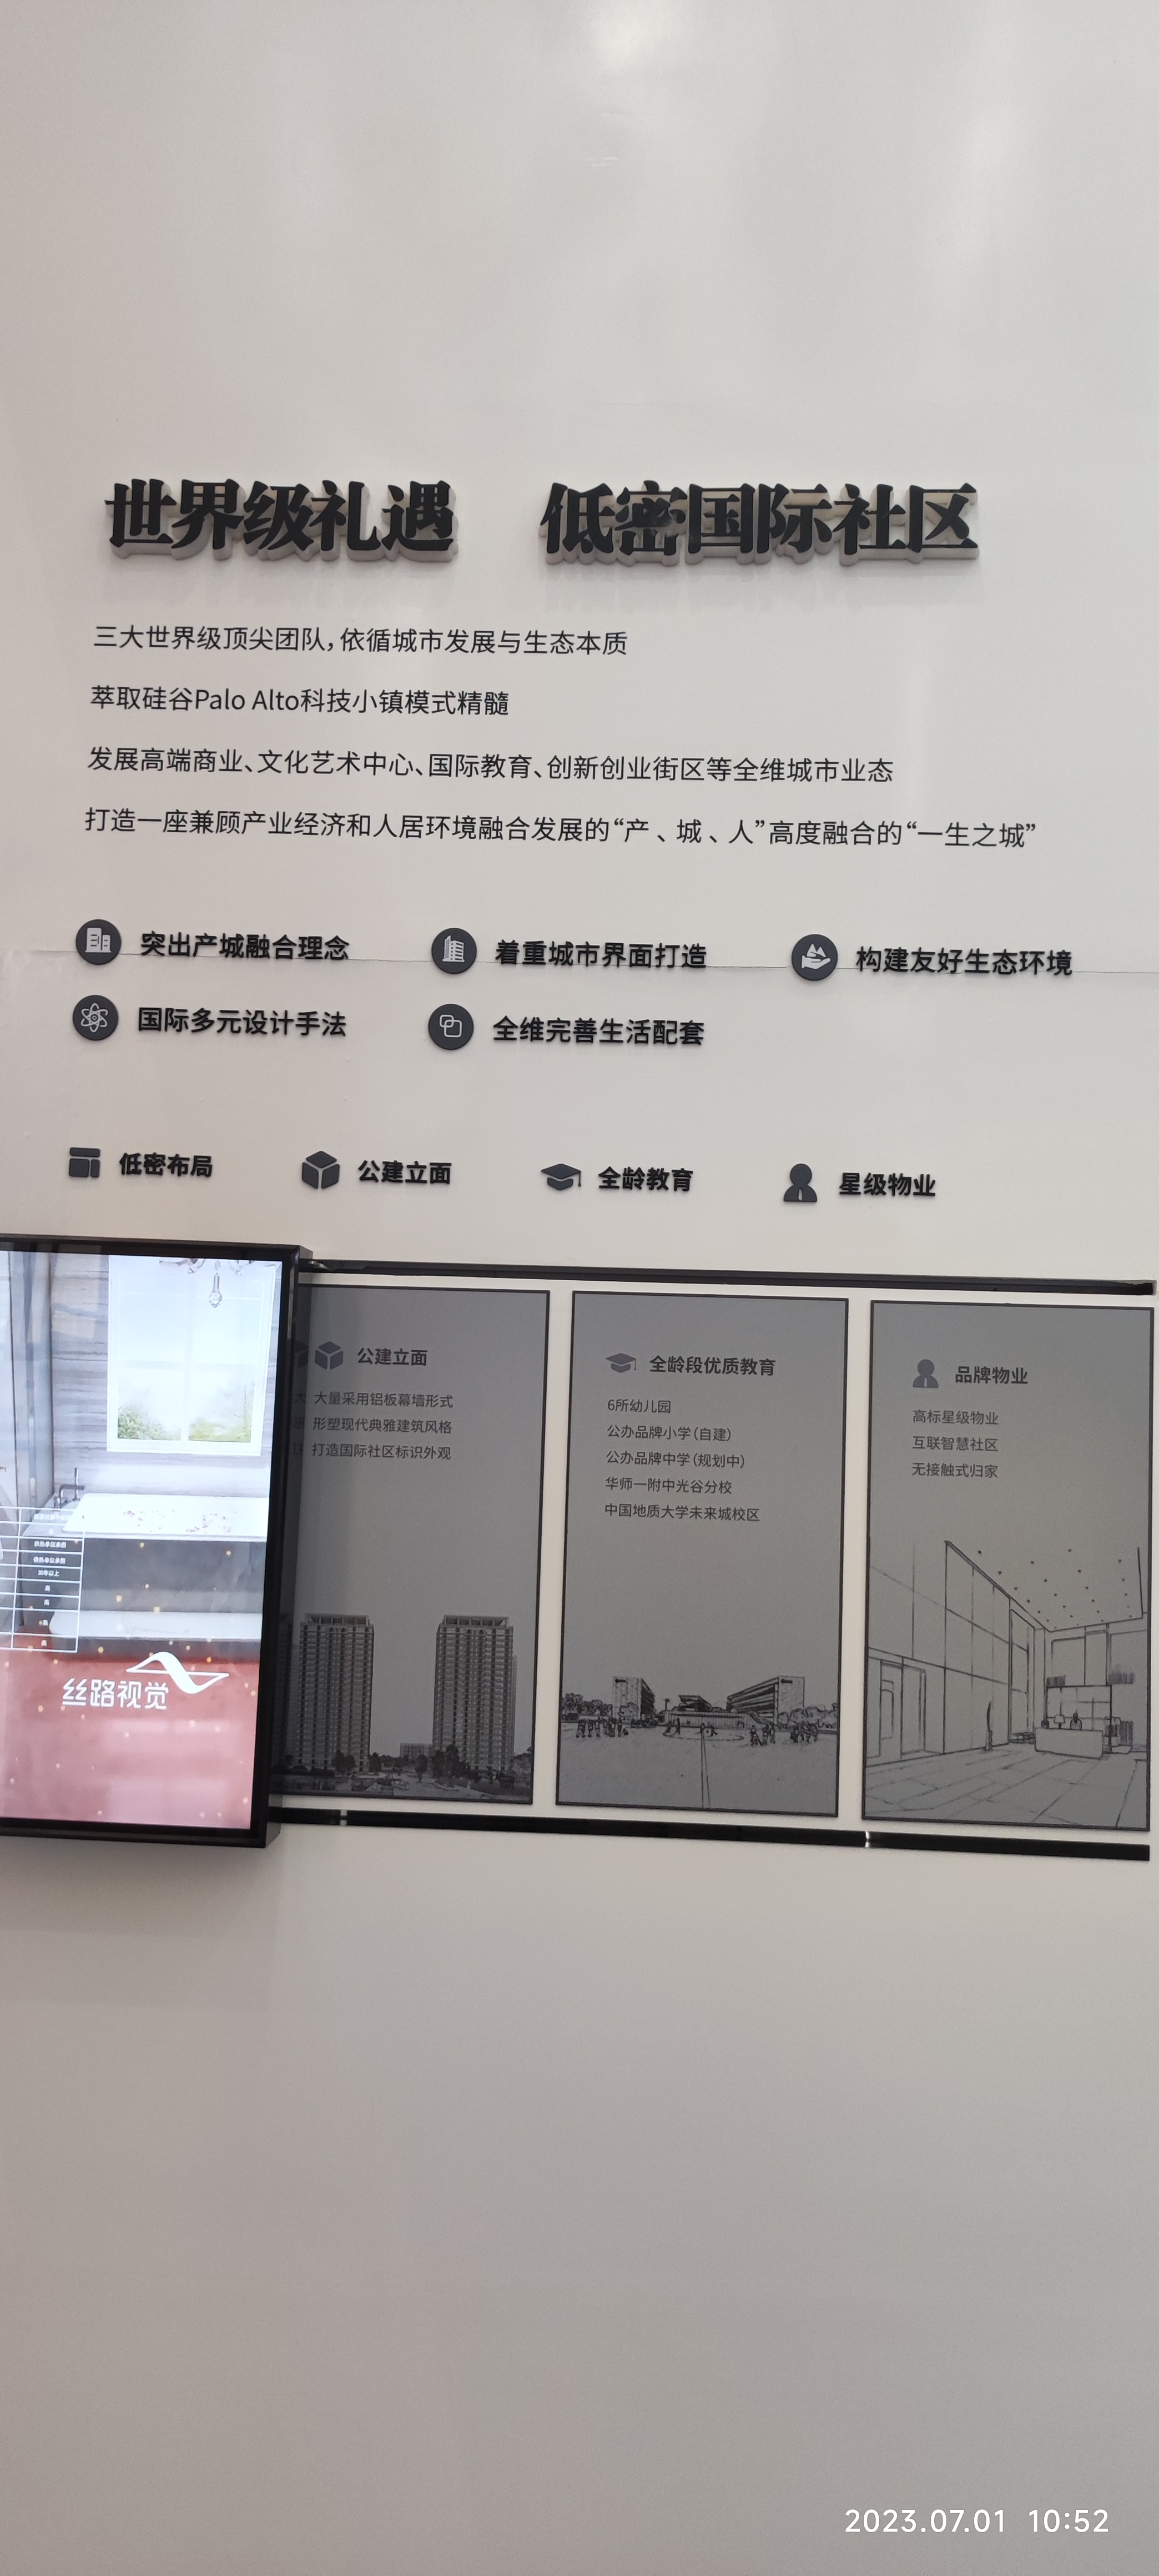 世界级礼遇 低密国际社区
三大世界级顶尖团队,依循城市发展与生态本质
萃取硅谷Palo Alto科技小镇模式精髓
发展高端商业、文化艺术中心、国际教育、创新创业街区等全维城市业态
打造一座兼顾产业经济和人居环境融合发展的“产、城、人”高度融合的“一生之城”
突出产城融合理念
着重城市界面打造
构建友好生态环境
国际多元设计手法
全维完善生活配套
低密布局
公建立面
全龄教育
星级物业
公建立面
大量采用铝板幕墙形式
形塑现代典雅建筑风格
打造国际社区标识外观
全龄段优质教育
6所幼儿园
公办品牌小学(自建)
公办品牌中学(规划中)
华师一附中光谷分校
中国地质大学未来城校区
品牌物业
高标星级物业
互联智慧社区
无接触式归家
丝路视觉
2023.07.01 10:52